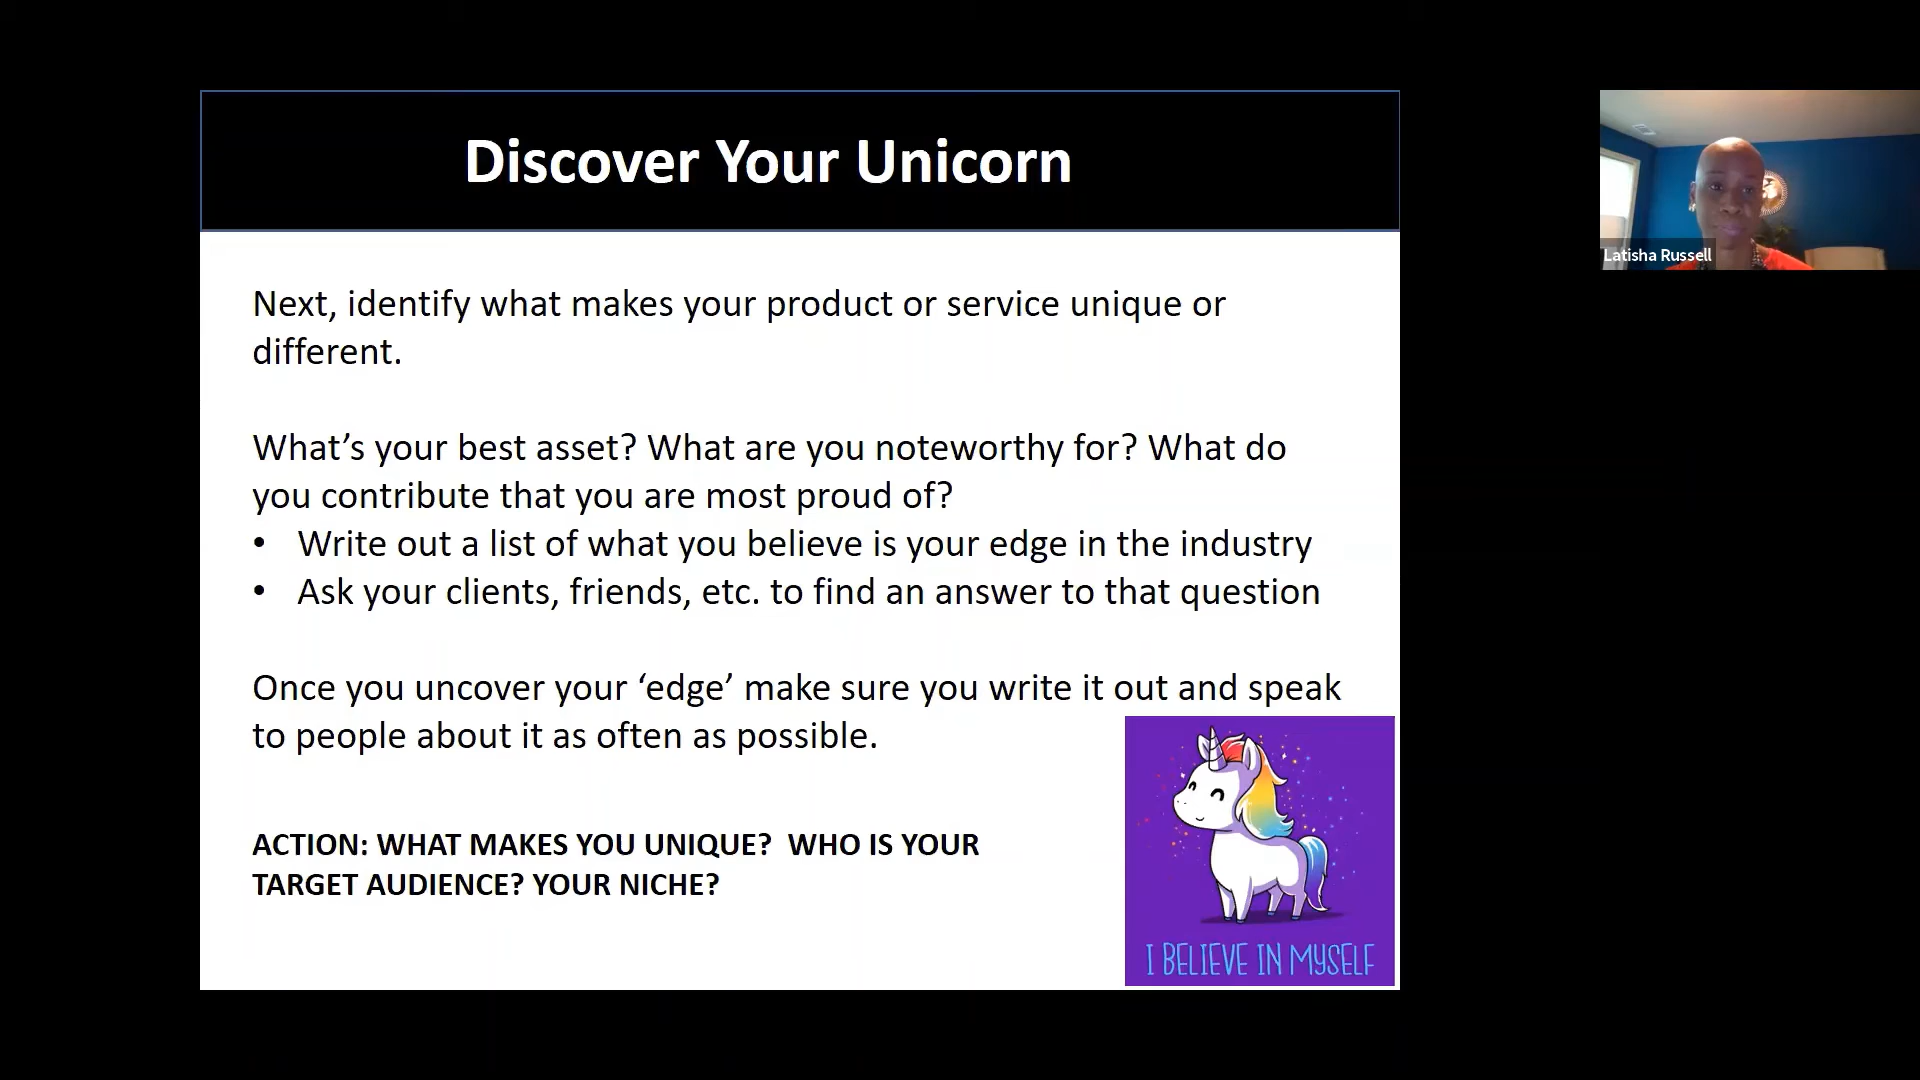 Discover Your Unicorn
Latisha Russell
Next, identify what makes your product or service unique or
different.
What’s your best asset? What are you noteworthy for? What do
you contribute that you are most proud of?
• Write out a list of what you believe is your edge in the industry
• Ask your clients, friends, etc. to find an answer to that question
Once you uncover your ‘edge’ make sure you write it out and speak
to people about it as often as possible.
ACTION: WHAT MAKES YOU UNIQUE?  WHO IS YOUR
TARGET AUDIENCE? YOUR NICHE?
I BELIEVE IN MYSELF